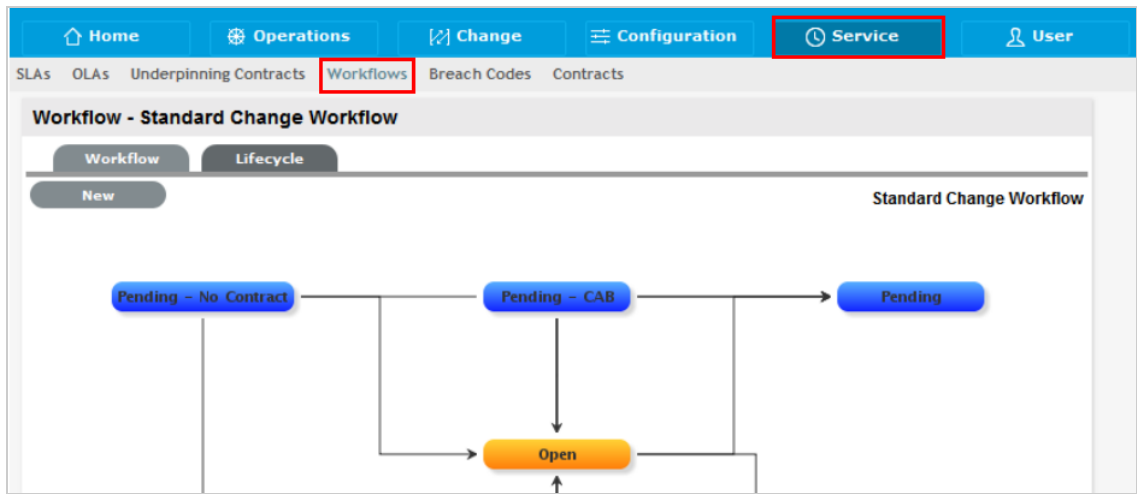 Home Operations Change Configuration Service User
SLAs OLAs Underpinning Contracts Workflows Breach Codes Contracts
Workflow - Standard Change Workflow
Workflow Lifecycle
New Standard Change Workflow
Pending - No Contract Pending - CAB Pending
Open